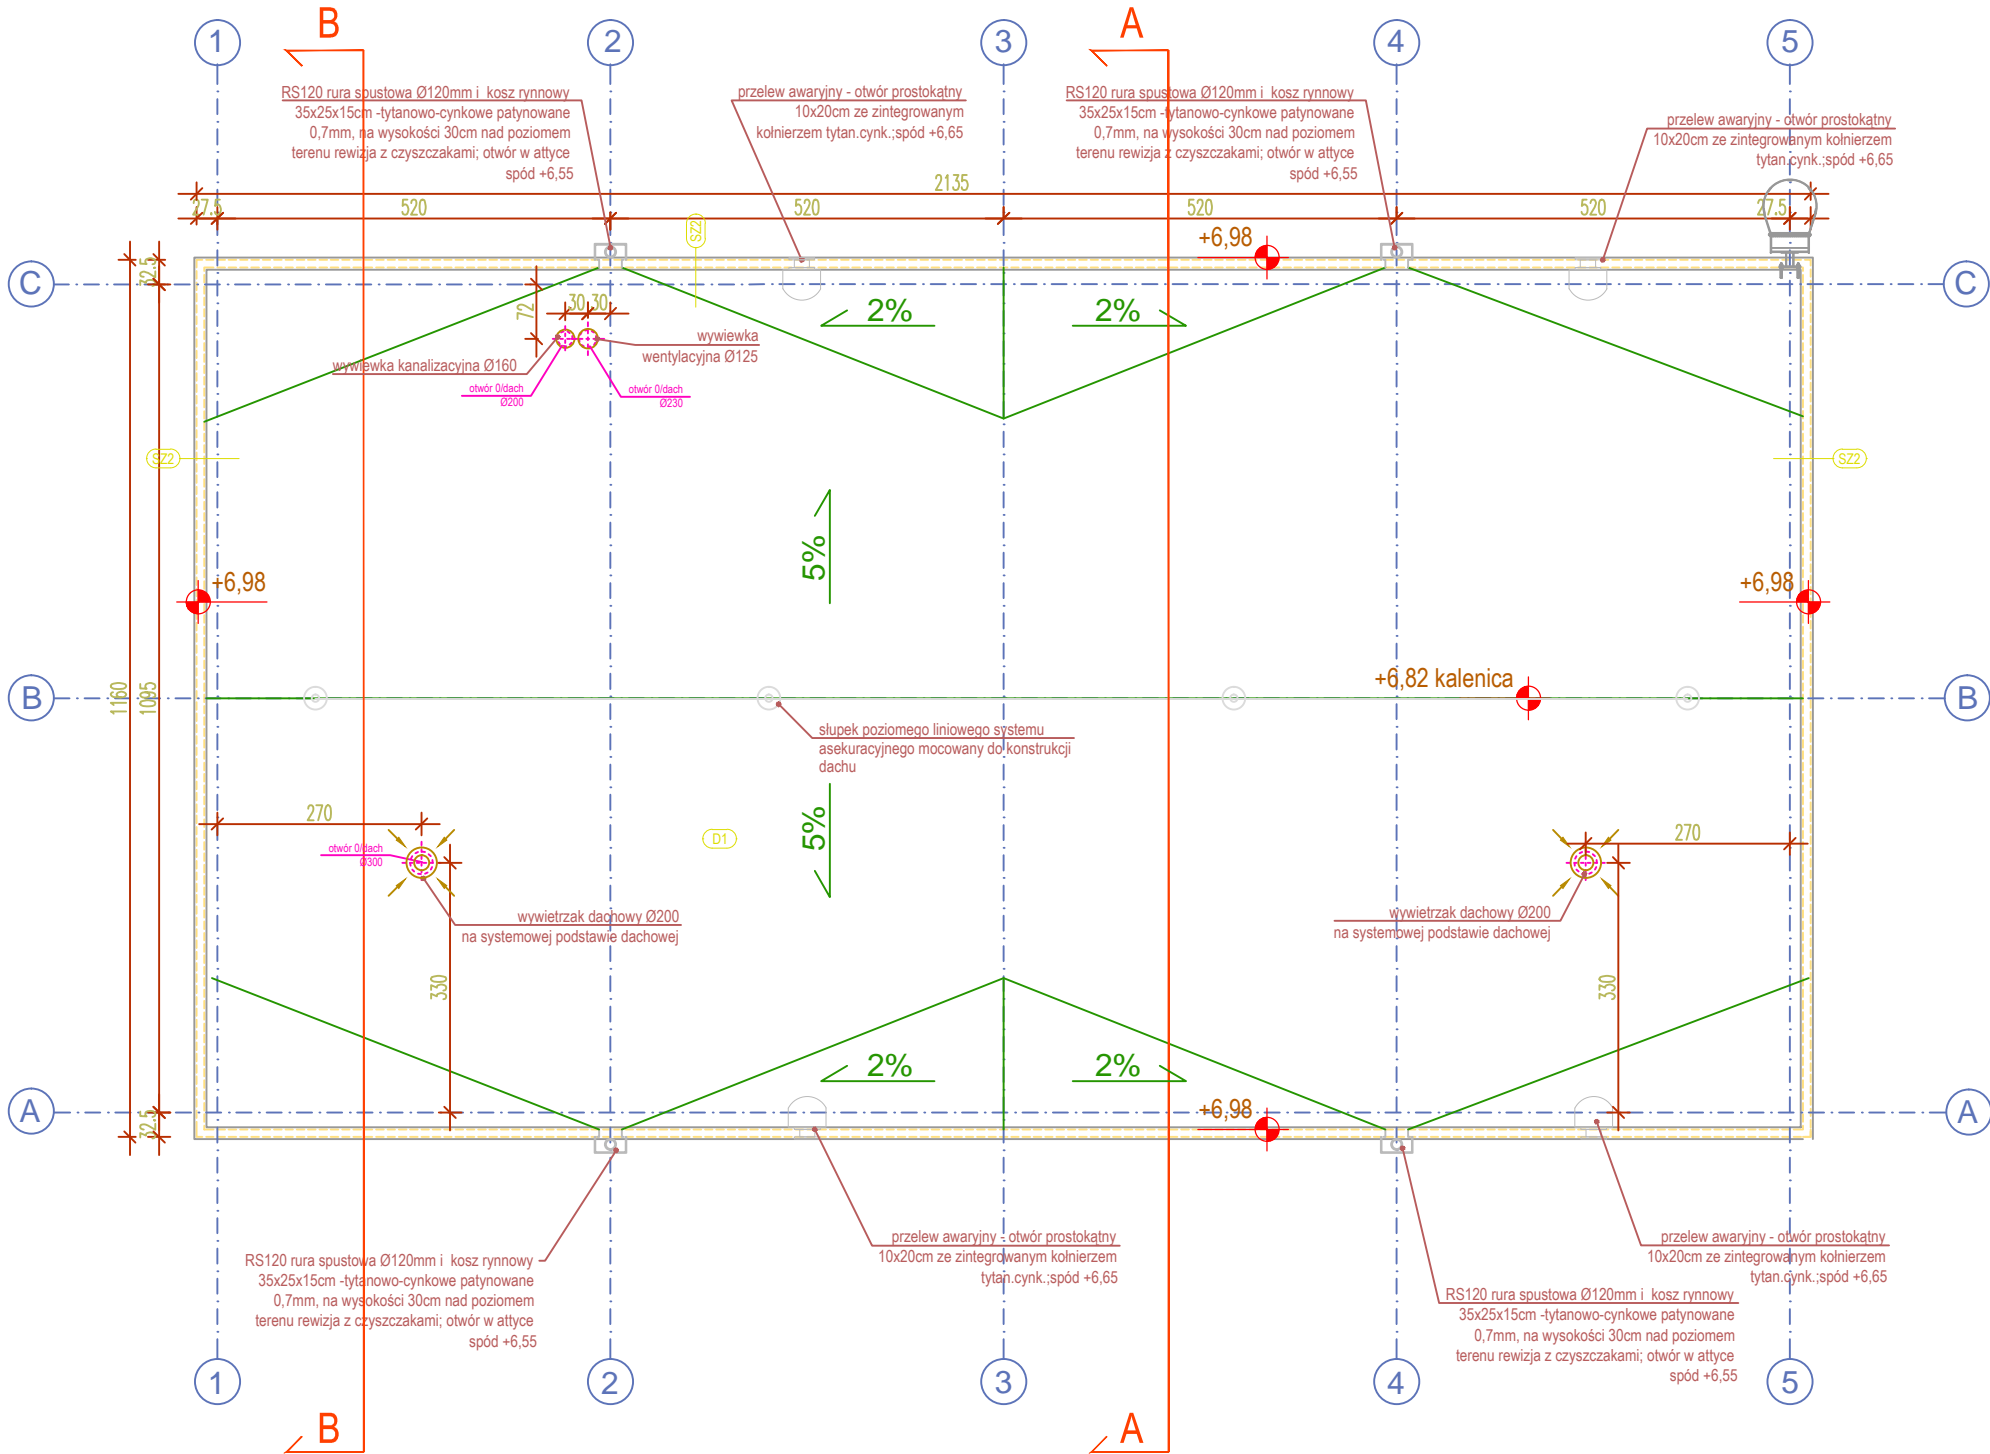 B
A
1
2
3
4
5
RS120 rura spustowa Ø120mm i kosz rynnowy
35x25x15cm -tytanowo-cynkowe patynowane
0,7mm, na wysokości 30cm nad poziomem
terenu rewizja z czyszczakami; otwór w attyce
spód +6,55
przelew awaryjny - otwór prostokątny
10x20cm ze zintegrowanym
kołnierzem tytan.cynk.;spód +6,65
RS120 rura spustowa Ø120mm i kosz rynnowy
35x25x15cm -tytanowo-cynkowe patynowane
0,7mm, na wysokości 30cm nad poziomem
terenu rewizja z czyszczakami; otwór w attyce
spód +6,55
przelew awaryjny - otwór prostokątny
10x20cm ze zintegrowanym kołnierzem
tytan.cynk.;spód +6,65
2135
27.5
520
520
520
520
27.5
SZ2
+6,98
32.5
C
C
72
30
30
2%
2%
wywiewka
wentylacyjna Ø125
wywiewka kanalizacyjna Ø160
otwór 0/dach
Ø200
otwór 0/dach
Ø230
SZ2
SZ2
5%
+6,98
+6,98
1160
1095
B
B
+6,82 kalenica
słupek poziomego liniowego systemu
asekuracyjnego mocowany do konstrukcji
dachu
270
5%
D1
270
otwór 0/dach
Ø300
wywietrzak dachowy Ø200
na systemowej podstawie dachowej
wywietrzak dachowy Ø200
na systemowej podstawie dachowej
330
330
2%
2%
A
A
32.5
+6,98
RS120 rura spustowa Ø120mm i kosz rynnowy
35x25x15cm -tytanowo-cynkowe patynowane
0,7mm, na wysokości 30cm nad poziomem
terenu rewizja z czyszczakami; otwór w attyce
spód +6,55
przelew awaryjny - otwór prostokątny
10x20cm ze zintegrowanym kołnierzem
tytan.cynk.;spód +6,65
przelew awaryjny - otwór prostokątny
10x20cm ze zintegrowanym kołnierzem
tytan.cynk.;spód +6,65
RS120 rura spustowa Ø120mm i kosz rynnowy
35x25x15cm -tytanowo-cynkowe patynowane
0,7mm, na wysokości 30cm nad poziomem
terenu rewizja z czyszczakami; otwór w attyce
spód +6,55
1
2
3
4
5
B
A